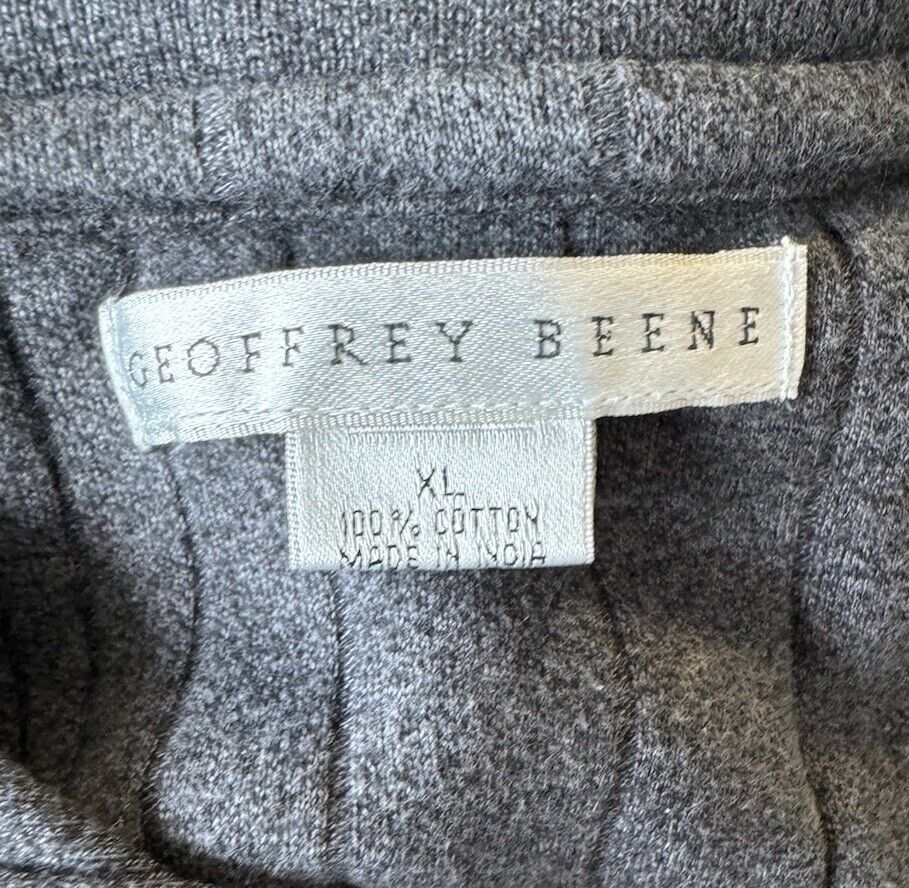 GEOFFREY BEENE
XL
100% COTTON
MADE IN INDIA